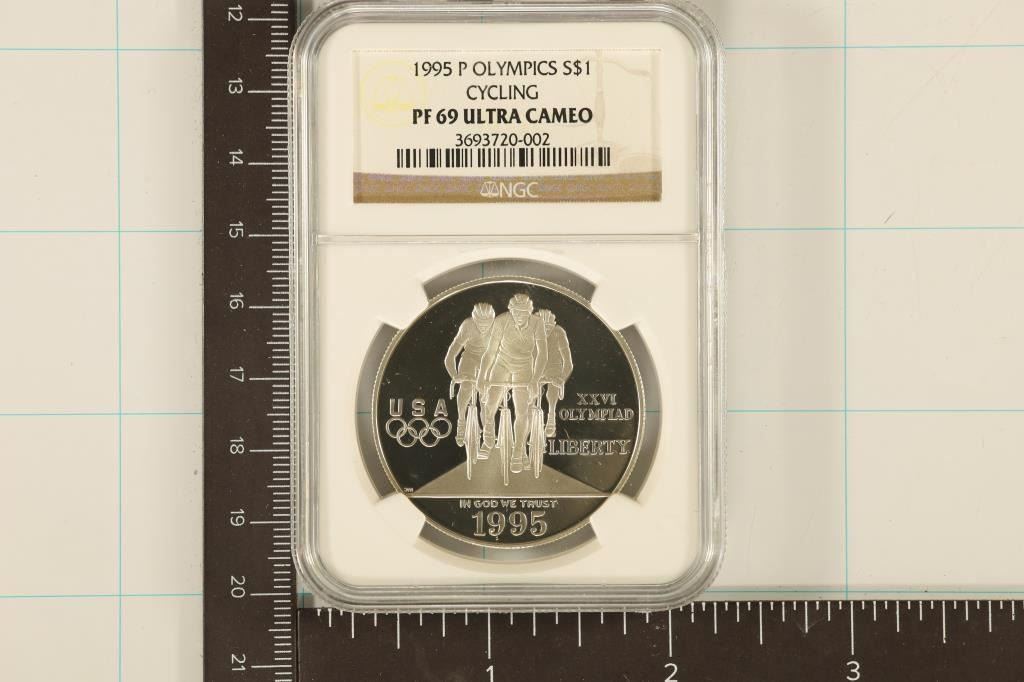 1995 P OLYMPICS S$1
CYCLING
PF 69 ULTRA CAMEO
3693720-002
NGC
USA
XXVI
OLYMPIAD
LIBERTY
IN GOD WE TRUST
1995
12
13
14
15
16
17
18
19
20
21
1 2 3